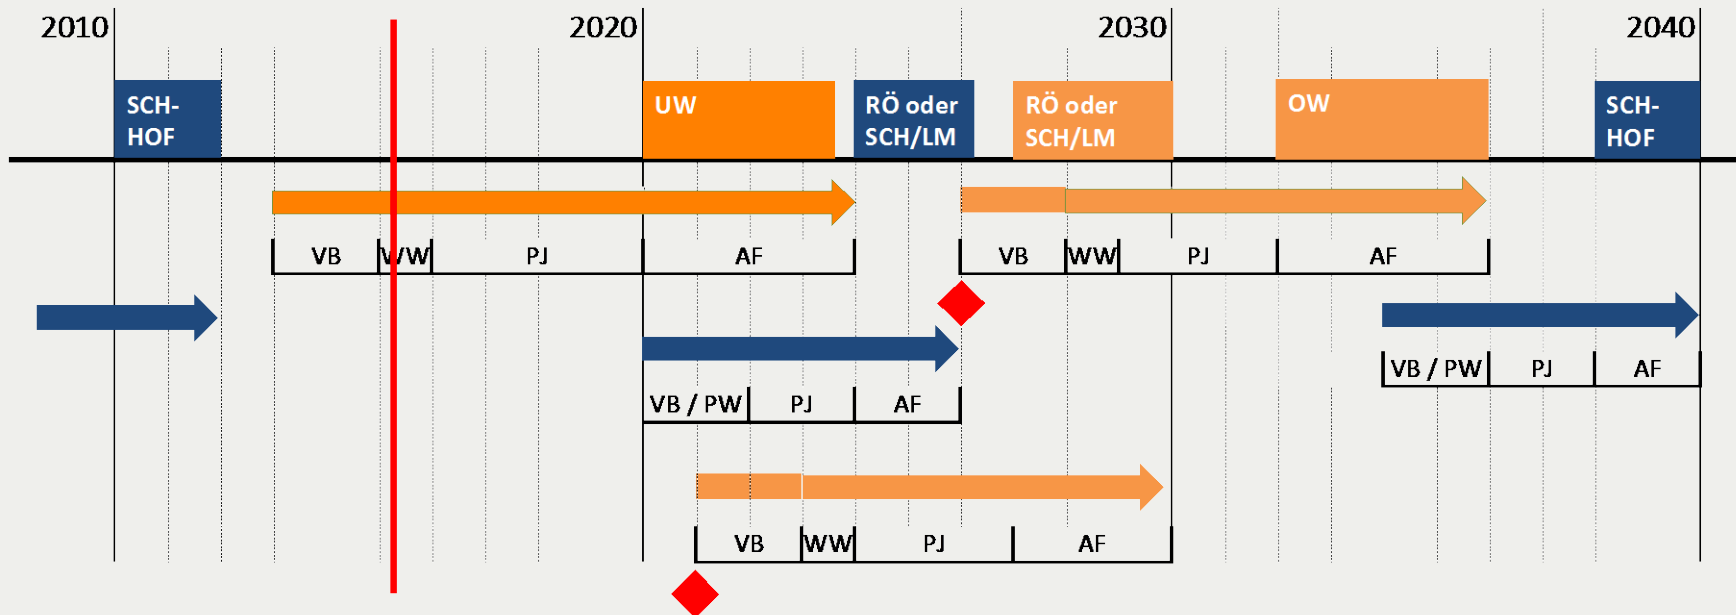 2010 2020 2030 2040
SCH-
HOF
UW
RÖ oder
SCH/LM
RÖ oder
SCH/LM
OW
SCH-
HOF
VB WW PJ AF VB WW PJ AF
VB / PW PJ AF
VB / PW PJ AF
VB WW PJ AF